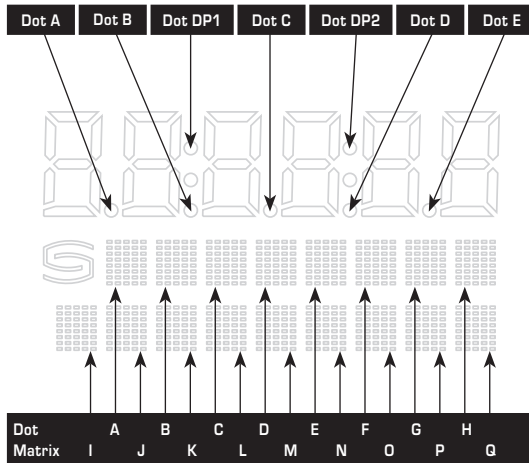 Dot A Dot B Dot DP1 Dot C Dot DP2 Dot D Dot E
Dot A B C D E F G H
Matrix I J K L M N O P Q